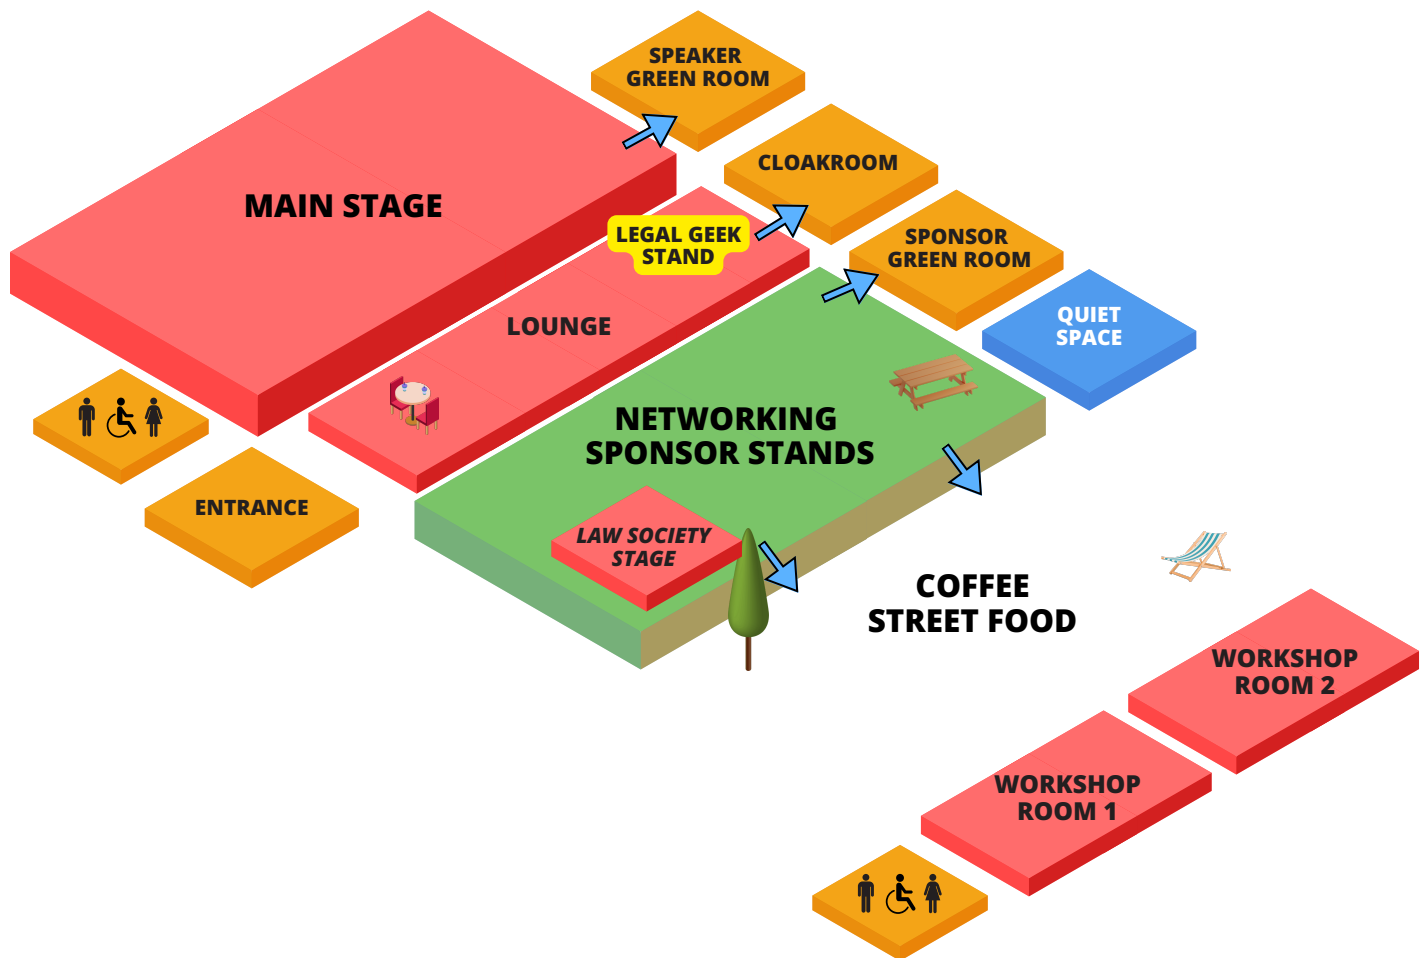 SPEAKER
GREEN ROOM
CLOAKROOM
MAIN STAGE
LEGAL GEEK
STAND
SPONSOR
GREEN ROOM
QUIET
SPACE
LOUNGE
NETWORKING
SPONSOR STANDS
ENTRANCE
LAW SOCIETY
STAGE
COFFEE
STREET FOOD
WORKSHOP
ROOM 2
WORKSHOP
ROOM 1